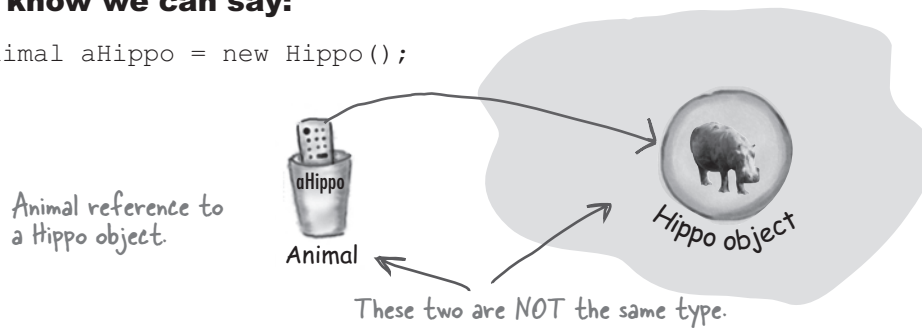 know we can say:
imal aHippo = new Hippo();
aHippo
Animal reference to
a Hippo object.
Animal
Hippo object
These two are NOT the same type.